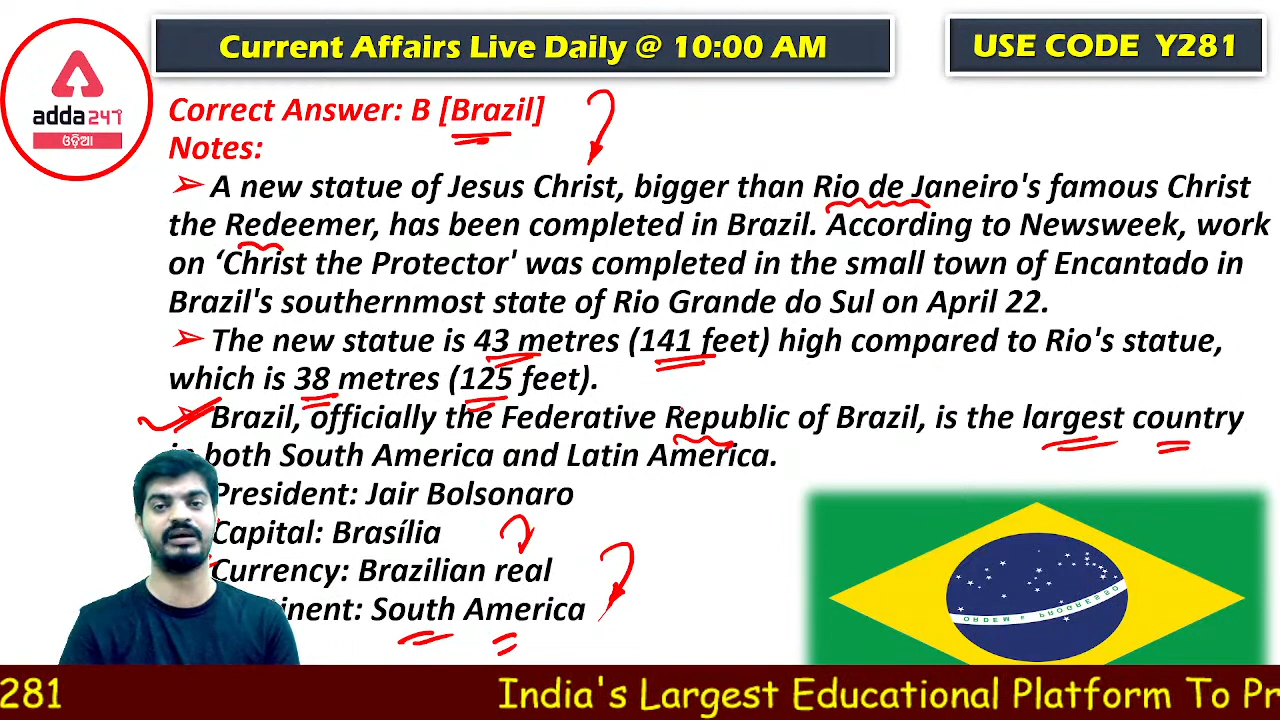 Current Affairs Live Daily @ 10:00 AM
USE CODE Y281
adda247
ଓଡ଼ିଆ
Correct Answer: B [Brazil]
Notes:
➢ A new statue of Jesus Christ, bigger than Rio de Janeiro's famous Christ
the Redeemer, has been completed in Brazil. According to Newsweek, work
on ‘Christ the Protector' was completed in the small town of Encantado in
Brazil's southernmost state of Rio Grande do Sul on April 22.
➢ The new statue is 43 metres (141 feet) high compared to Rio's statue,
which is 38 metres (125 feet).
➢ Brazil, officially the Federative Republic of Brazil, is the largest country
both South America and Latin America.
President: Jair Bolsonaro
Capital: Brasília
Currency: Brazilian real
inent: South America
ORDEM E PROGRESSO
281 India's Largest Educational Platform To Pr